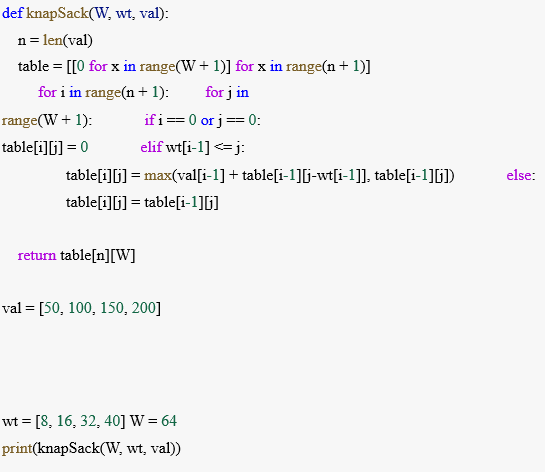 def knapSack(W, wt, val):
n = len(val)
table = [[0 for x in range(W + 1)] for x in range(n + 1)]
for i in range(n + 1): for j in
range(W + 1): if i == 0 or j == 0:
table[i][j] = 0 elif wt[i-1] <= j:
table[i][j] = max(val[i-1] + table[i-1][j-wt[i-1]], table[i-1][j]) else:
table[i][j] = table[i-1][j]
return table[n][W]
val = [50, 100, 150, 200]
wt = [8, 16, 32, 40] W = 64
print(knapSack(W, wt, val))